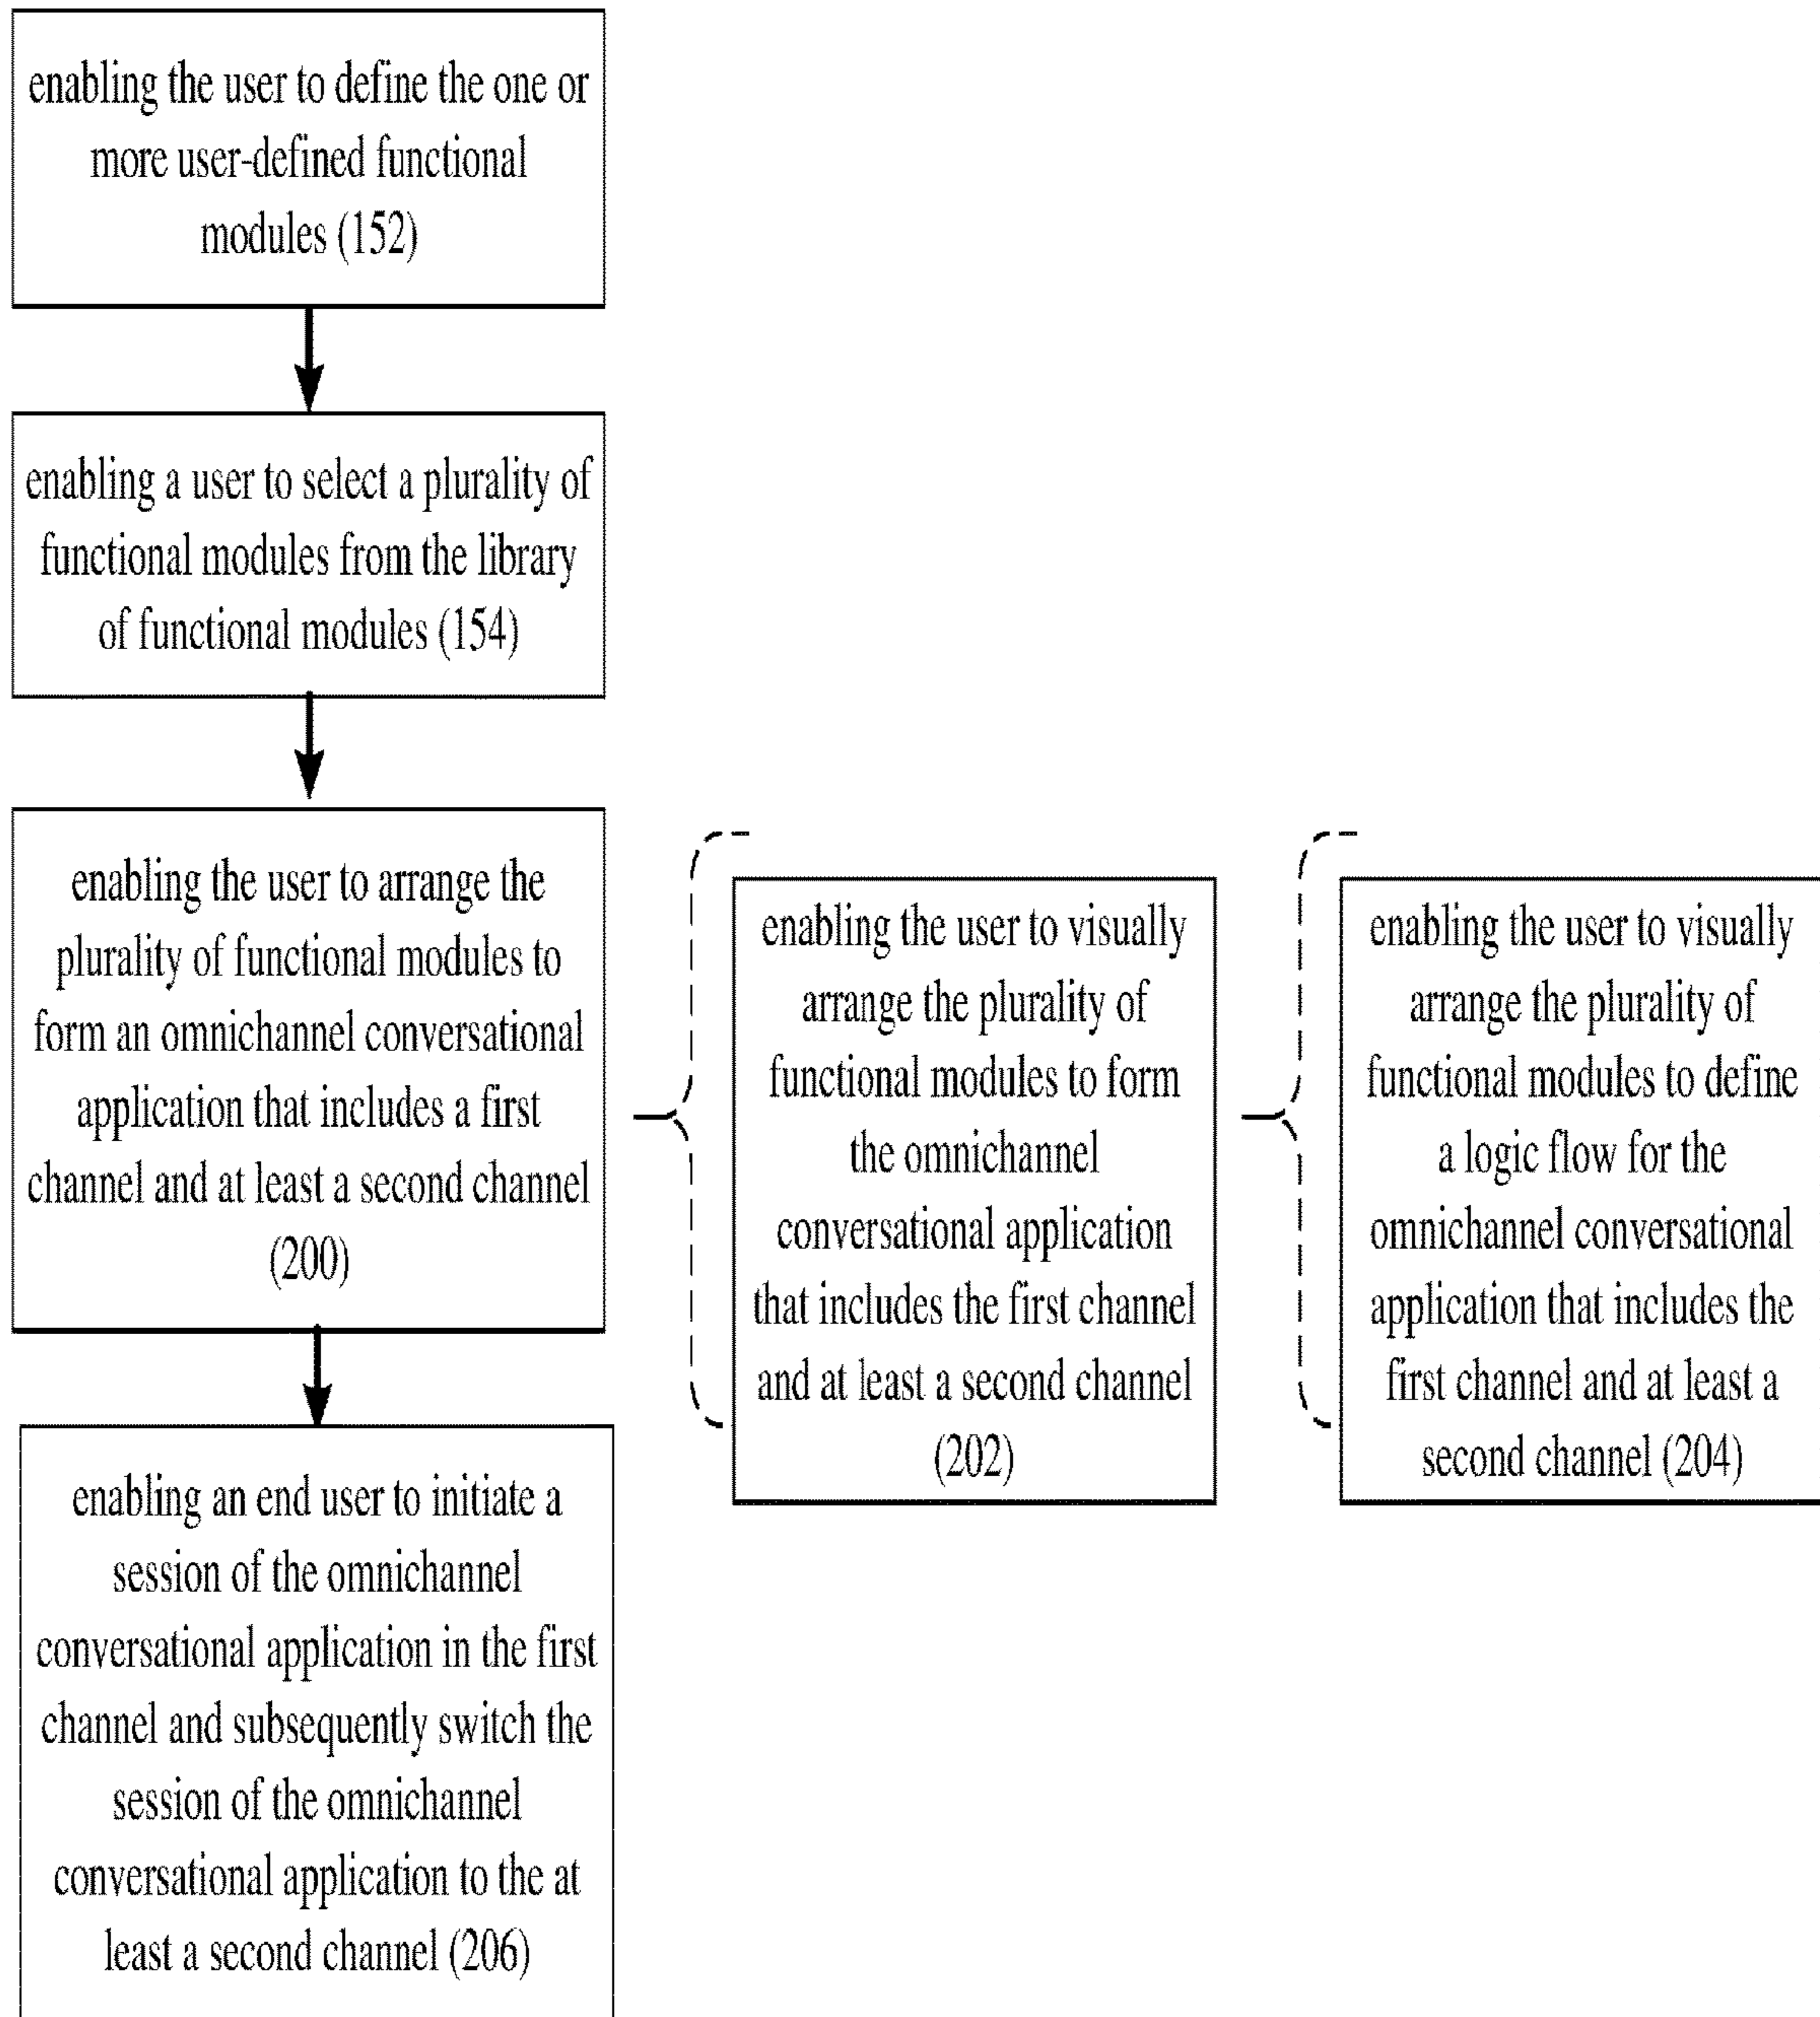 enabling the user to define the one or
more user-defined functional
modules (152)
enabling a user to select a plurality of
functional modules from the library
of functional modules (154)
enabling the user to arrange the
plurality of functional modules to
form an omnichannel conversational
application that includes a first
channel and at least a second channel
(200)
enabling the user to visually
arrange the plurality of
functional modules to form
the omnichannel
conversational application
that includes the first channel
and at least a second channel
(202)
enabling the user to visually
arrange the plurality of
functional modules to define
a logic flow for the
omnichannel conversational
application that includes the
first channel and at least a
second channel (204)
enabling an end user to initiate a
session of the omnichannel
conversational application in the first
channel and subsequently switch the
session of the omnichannel
conversational application to the at
least a second channel (206)